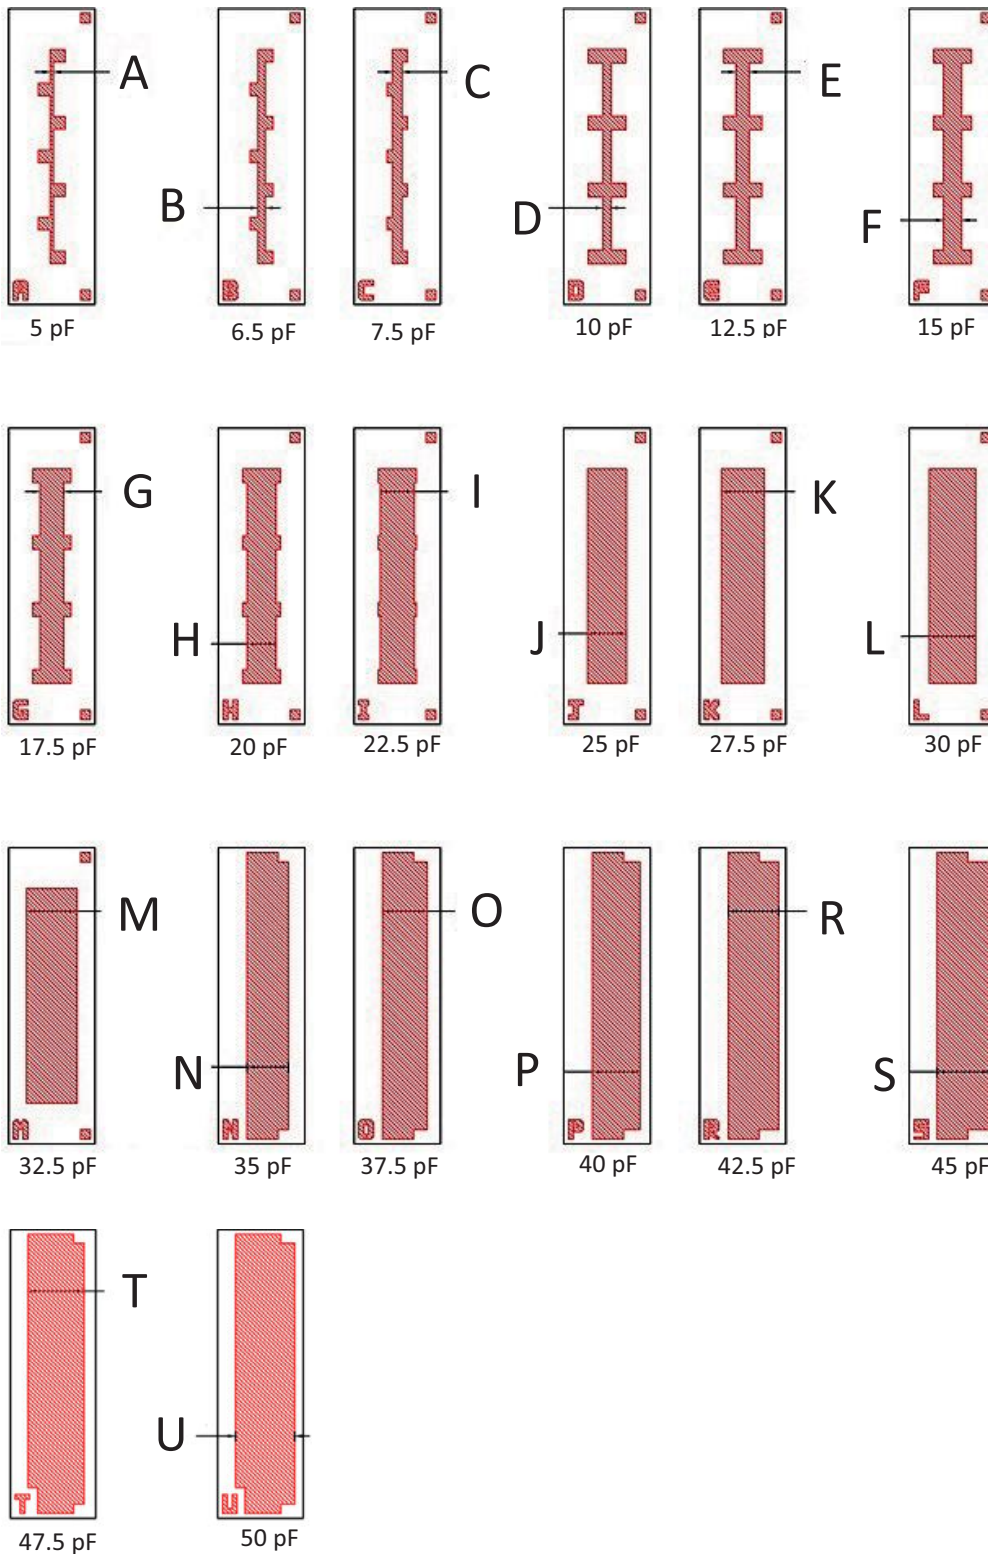 A C E
B D F
A B C D E F
5 pF 6.5 pF 7.5 pF 10 pF 12.5 pF 15 pF
G I K
H J L
G H I J K L
17.5 pF 20 pF 22.5 pF 25 pF 27.5 pF 30 pF
M O R
N P S
M N O P R S
32.5 pF 35 pF 37.5 pF 40 pF 42.5 pF 45 pF
T
U
T U
47.5 pF 50 pF